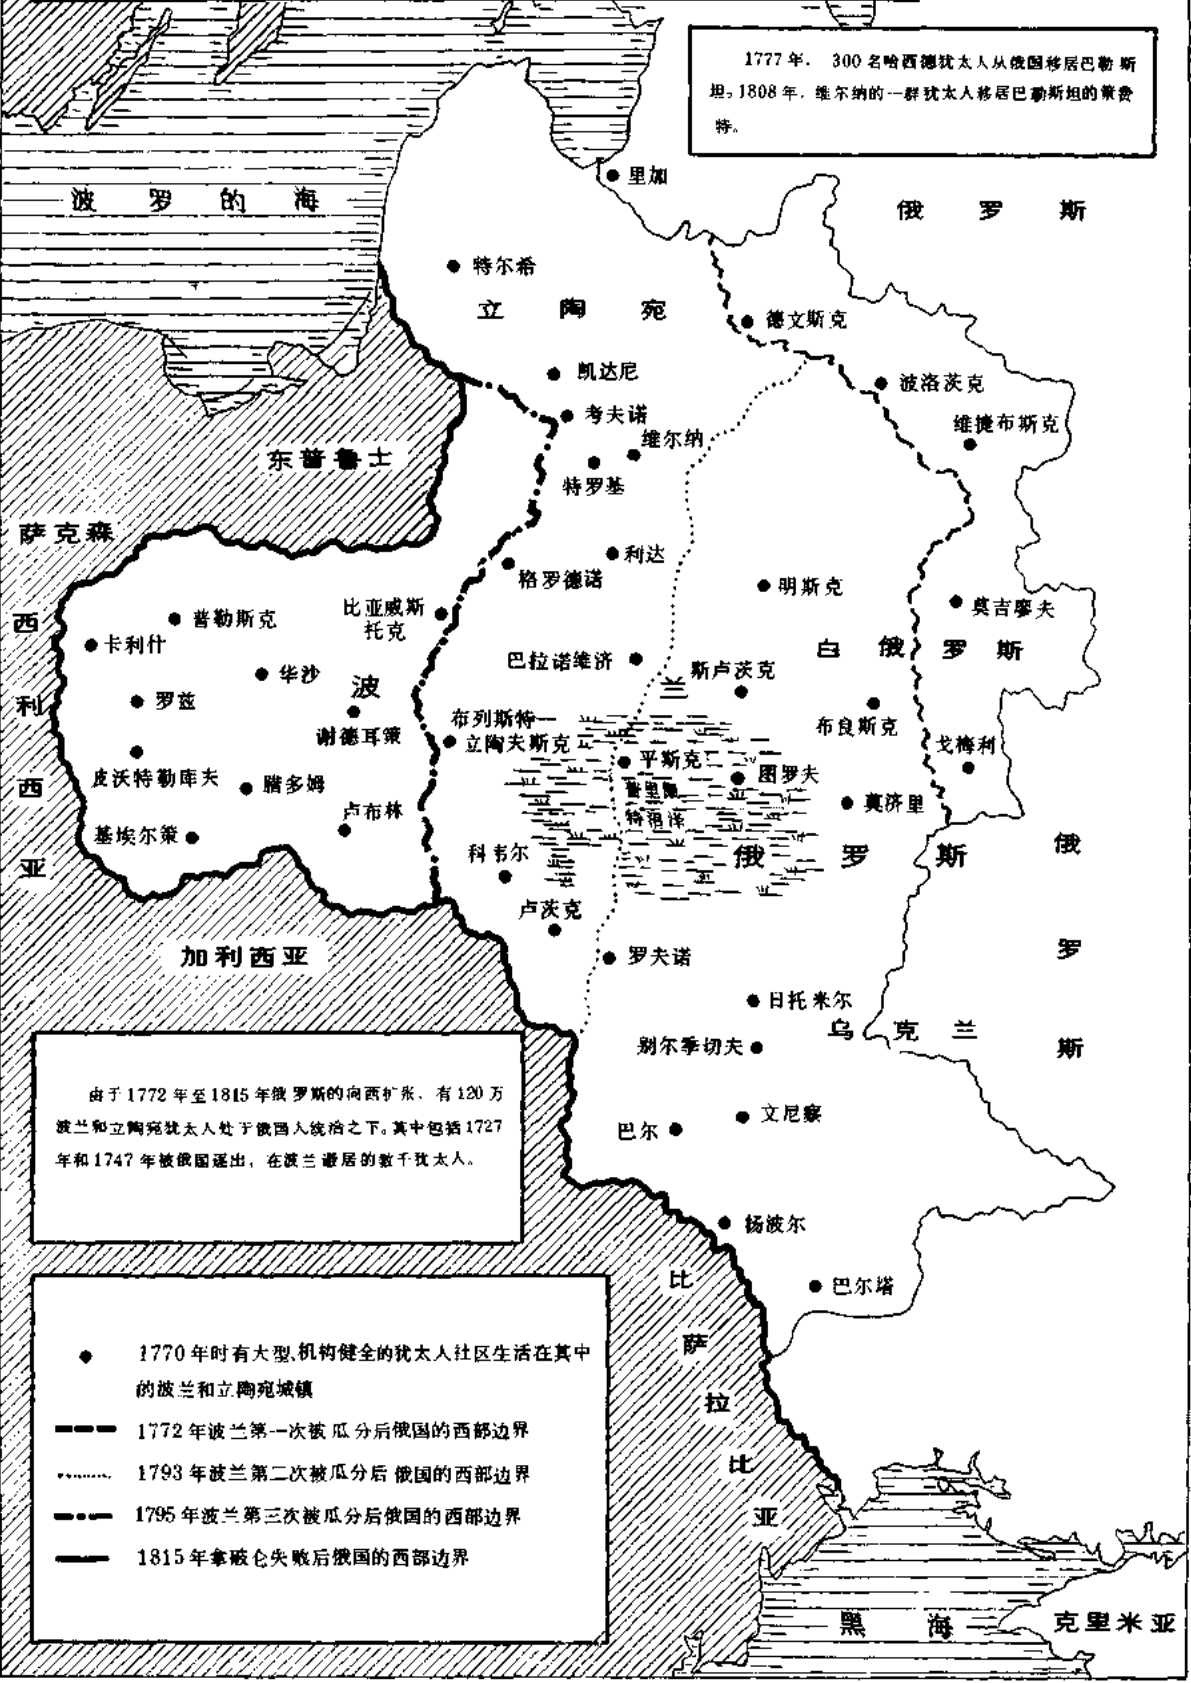 1777年，300名哈西德犹太人从俄国移居巴勒斯
坦。1808年，维尔纳的一群犹太人移居巴勒斯坦的策费
特。
里加
波罗的海
俄罗斯
特尔希
立陶宛
德文斯克
凯达尼
波洛茨克
考夫诺
维捷布斯克
维尔纳
东普鲁士
特罗基
萨克森
利达
格罗德诺
明斯克
比亚威斯
托克
莫吉廖夫
普勒斯克
卡利什
白俄罗斯
巴拉诺维济
斯卢茨克
华沙
波
兰
罗兹
西利西亚
布良斯克
谢德耳策
布列斯特—
立陶夫斯克
戈梅利
平斯克
图罗夫
皮沃特勒库夫
腊多姆
普里佩
特沼泽
莫济里
卢布林
基埃尔策
科韦尔
俄罗斯
俄罗斯
卢茨克
加利西亚
罗夫诺
日托米尔
乌克兰
别尔季切夫
文尼察
巴尔
由于1772年至1815年俄罗斯的向西扩张，有120万
波兰和立陶宛犹太人处于俄国人统治之下。其中包括1727
年和1747年被俄国逐出，在波兰避居的数千犹太人。
杨波尔
巴尔塔
比萨拉比亚
1770年时有大型、机构健全的犹太人社区生活在其中
的波兰和立陶宛城镇
1772年波兰第一次被瓜分后俄国的西部边界
1793年波兰第二次被瓜分后俄国的西部边界
1795年波兰第三次被瓜分后俄国的西部边界
1815年拿破仑失败后俄国的西部边界
黑海
克里米亚